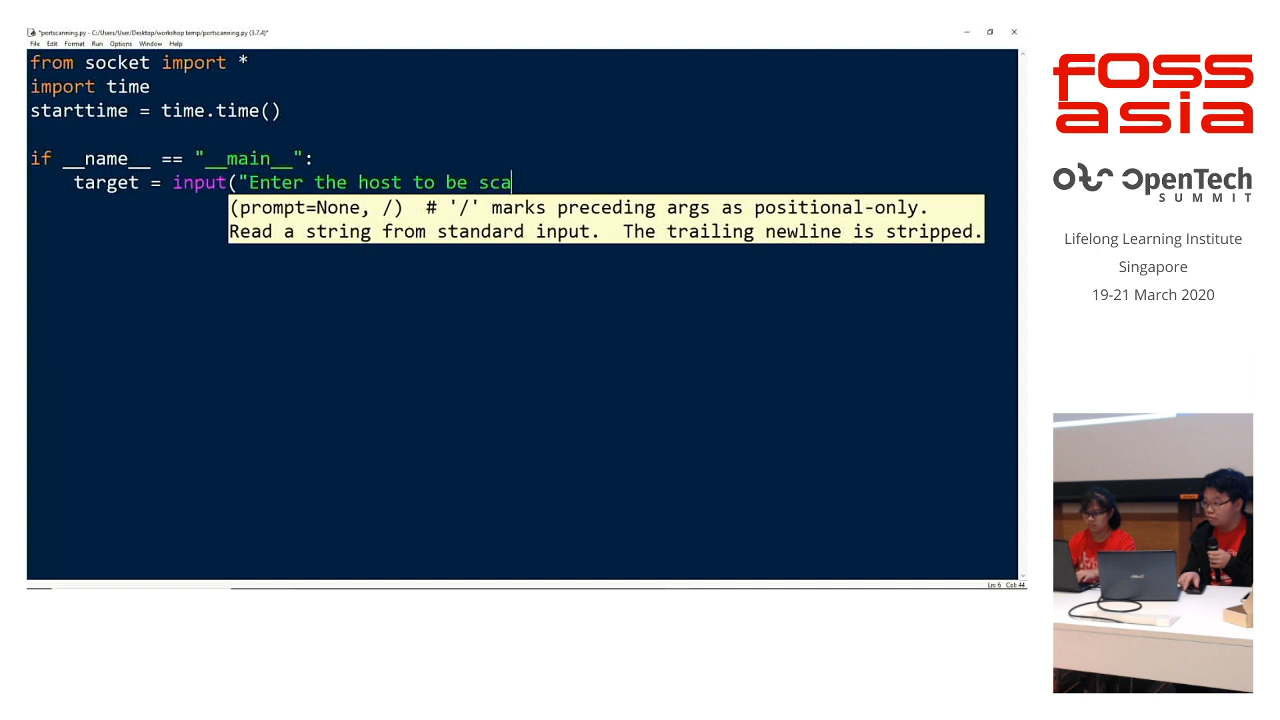 *portscanning.py - C:/Users/User/Desktop/workshop temp/portscanning.py (3.7.4)*
File Edit Format Run Options Window Help
from socket import *
import time
starttime = time.time()
if __name__ == "__main__":
target = input("Enter the host to be sca
(prompt=None, /) # '/' marks preceding args as positional-only.
Read a string from standard input. The trailing newline is stripped.
Ln: 6 Col: 44
fOSS
asia
OpenTech
SUMMIT
Lifelong Learning Institute
Singapore
19-21 March 2020